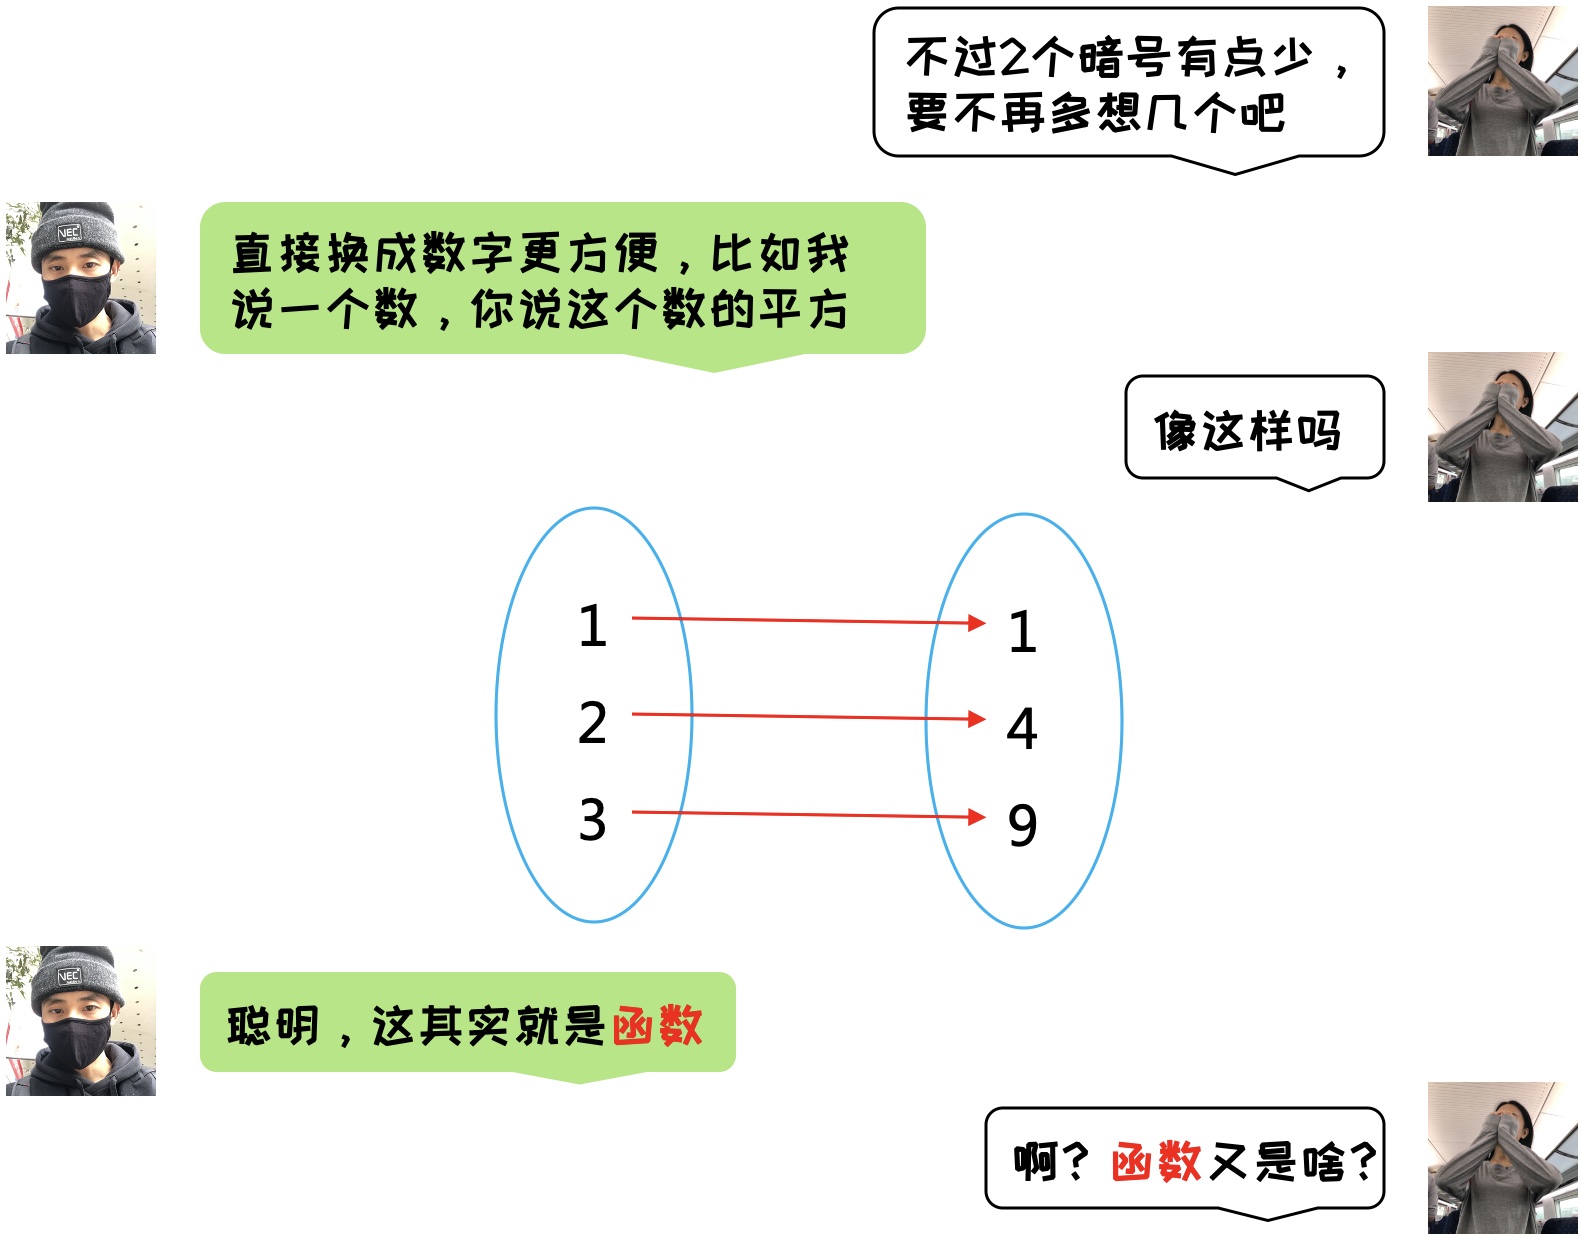 不过2个暗号有点少，
要不再多想几个吧
直接换成数字更方便，比如我
说一个数，你说这个数的平方
像这样吗
1 1
2 4
3 9
聪明，这其实就是函数
啊？函数又是啥？
VEC
VEC